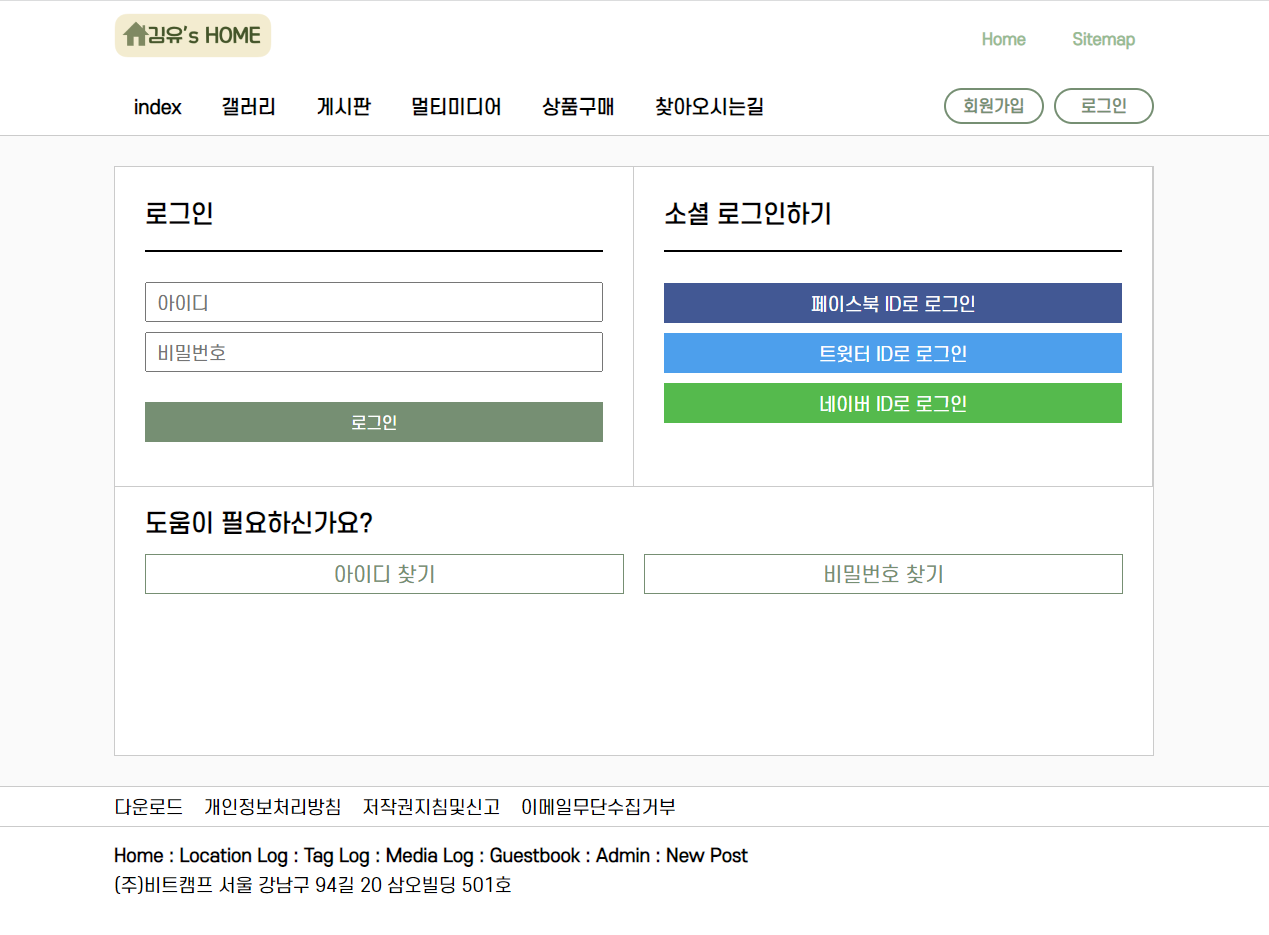 김유's HOME
Home Sitemap
index 갤러리 게시판 멀티미디어 상품구매 찾아오시는길
회원가입 로그인
로그인
아이디
비밀번호
로그인
소셜 로그인하기
페이스북 ID로 로그인
트윗터 ID로 로그인
네이버 ID로 로그인
도움이 필요하신가요?
아이디 찾기 비밀번호 찾기
다운로드 개인정보처리방침 저작권지침및신고 이메일무단수집거부
Home : Location Log : Tag Log : Media Log : Guestbook : Admin : New Post
(주)비트캠프 서울 강남구 94길 20 삼오빌딩 501호